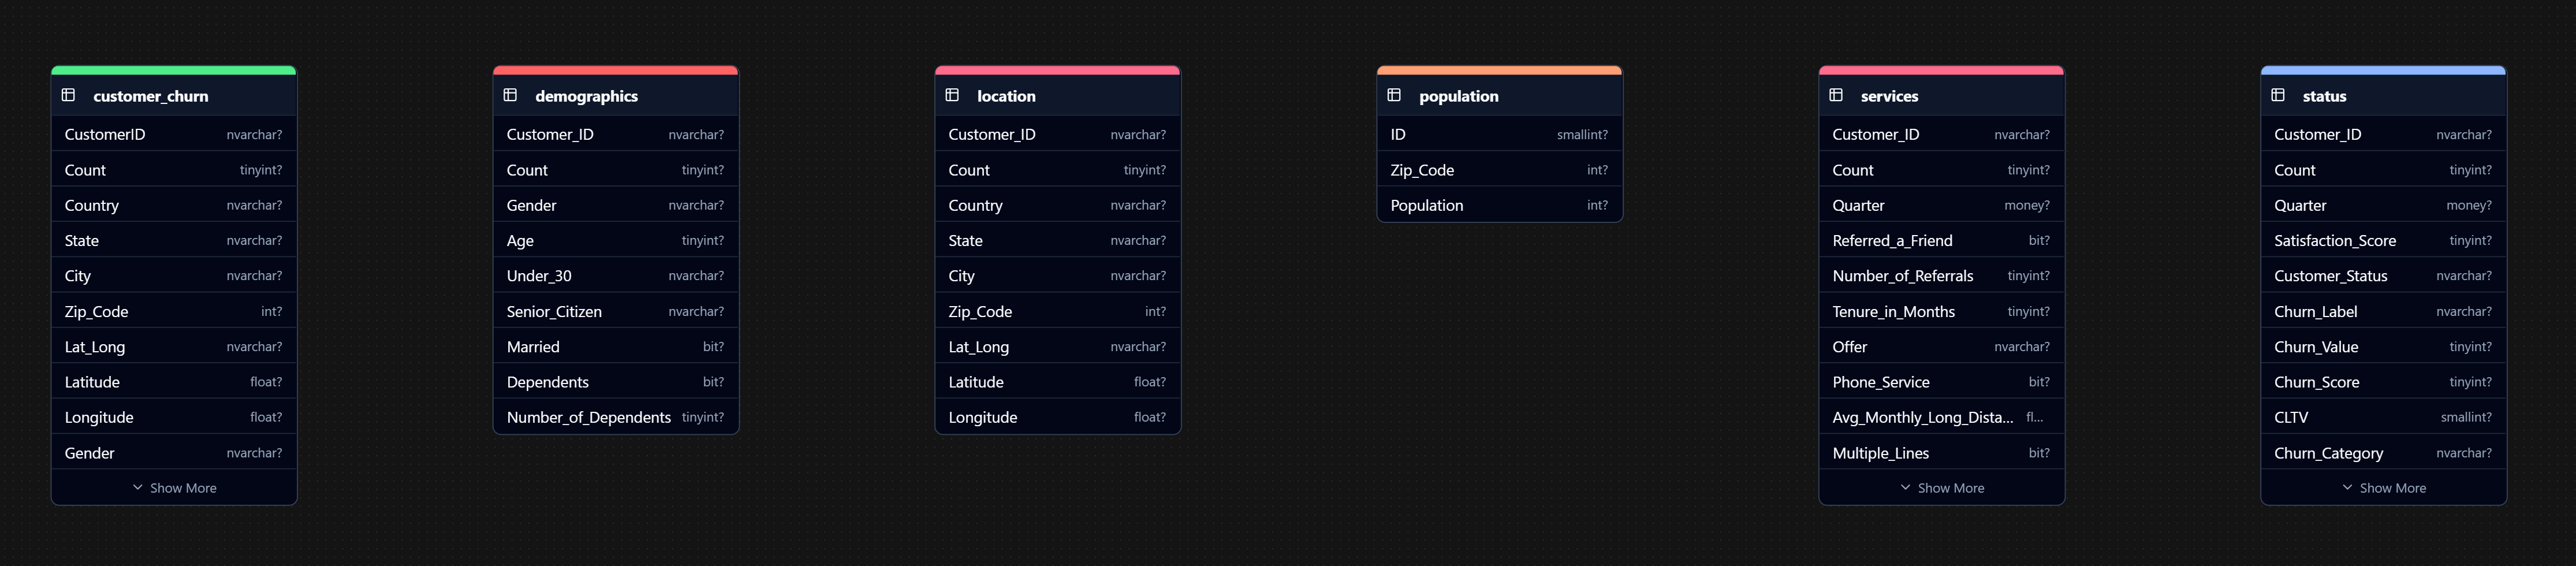 customer_churn
CustomerID nvarchar?
Count tinyint?
Country nvarchar?
State nvarchar?
City nvarchar?
Zip_Code int?
Lat_Long nvarchar?
Latitude float?
Longitude float?
Gender nvarchar?
Show More
demographics
Customer_ID nvarchar?
Count tinyint?
Gender nvarchar?
Age tinyint?
Under_30 nvarchar?
Senior_Citizen nvarchar?
Married bit?
Dependents bit?
Number_of_Dependents tinyint?
location
Customer_ID nvarchar?
Count tinyint?
Country nvarchar?
State nvarchar?
City nvarchar?
Zip_Code int?
Lat_Long nvarchar?
Latitude float?
Longitude float?
population
ID smallint?
Zip_Code int?
Population int?
services
Customer_ID nvarchar?
Count tinyint?
Quarter money?
Referred_a_Friend bit?
Number_of_Referrals tinyint?
Tenure_in_Months tinyint?
Offer nvarchar?
Phone_Service bit?
Avg_Monthly_Long_Dista... fl...
Multiple_Lines bit?
Show More
status
Customer_ID nvarchar?
Count tinyint?
Quarter money?
Satisfaction_Score tinyint?
Customer_Status nvarchar?
Churn_Label nvarchar?
Churn_Value tinyint?
Churn_Score tinyint?
CLTV smallint?
Churn_Category nvarchar?
Show More